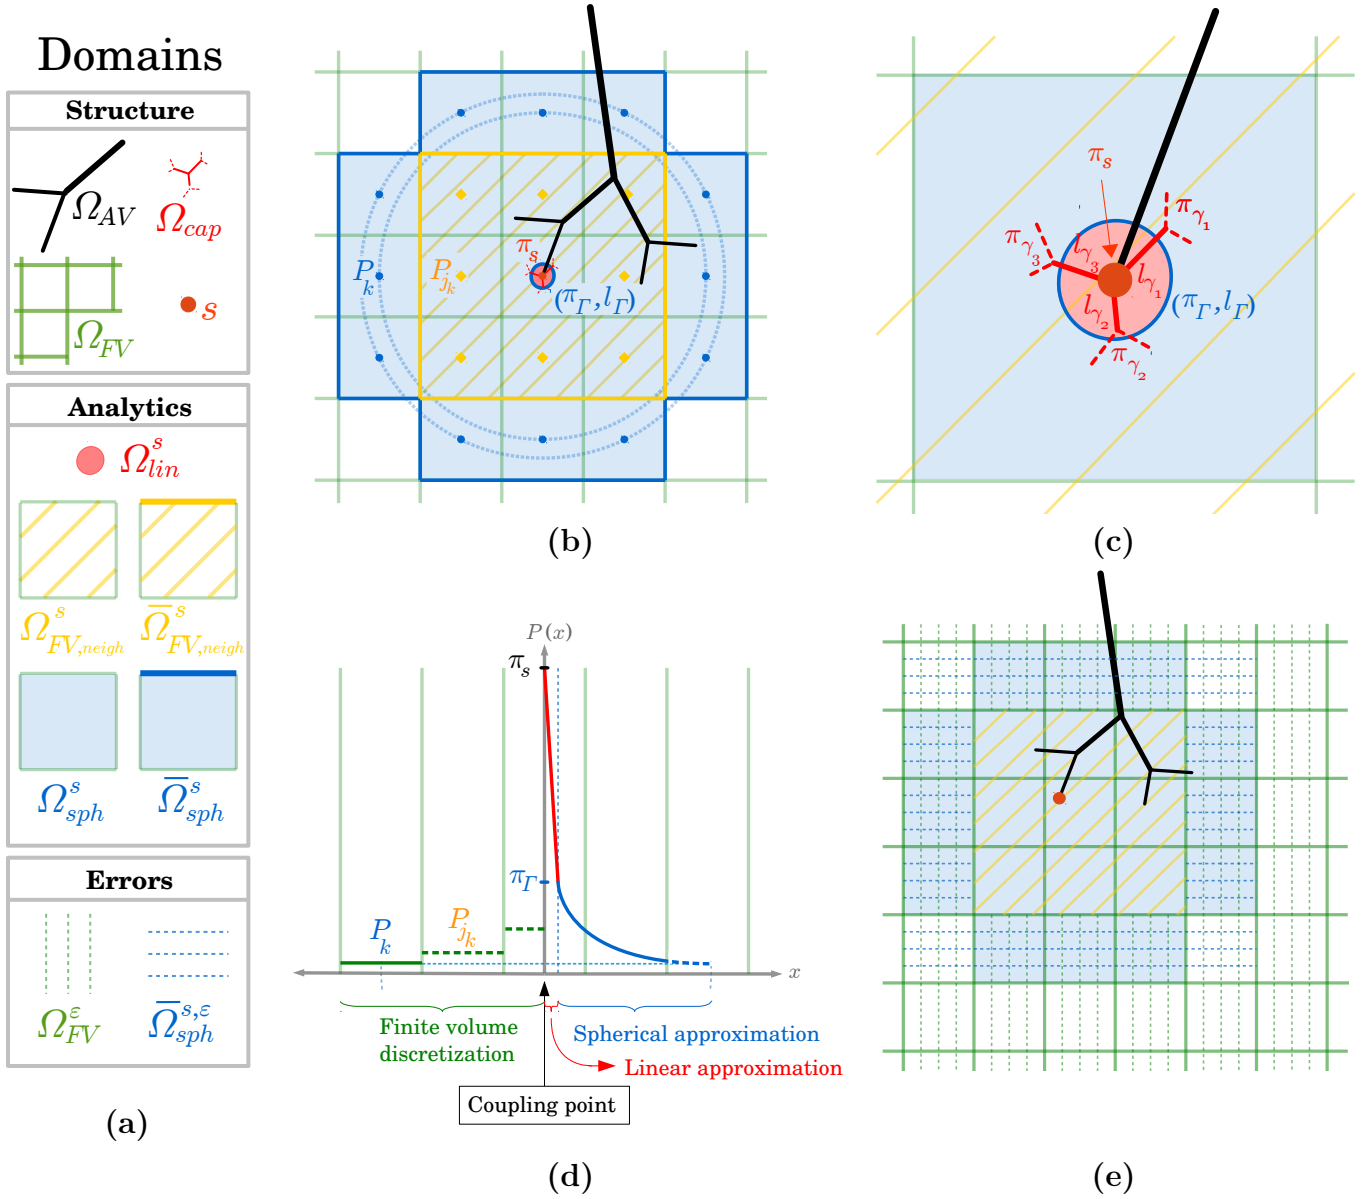 Domains
Structure
Ω_AV
Ω_cap
Ω_FV
s
Analytics
Ω^s_lin
Ω^s_FV,neigh
Ω̅^s_FV,neigh
Ω^s_sph
Ω̅^s_sph
Errors
Ω^ε_FV
Ω̅^s,ε_sph
(a)
P_k
P_j_k
π_s
(π_Γ, l_Γ)
(b)
π_s
π_γ_1
π_γ_3
l_γ_3
l_γ_1
l_γ_2
(π_Γ, l_Γ)
π_γ_2
(c)
P(x)
π_s
π_Γ
P_k
P_j_k
x
Finite volume
discretization
Spherical approximation
Linear approximation
Coupling point
(d)
(e)